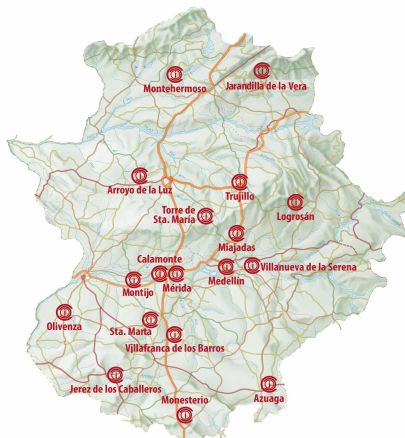 Montehermoso
Jarandilla de la Vera
Arroyo de la Luz
Trujillo
Logrosán
Torre de
Sta. María
Miajadas
Calamonte
Villanueva de la Serena
Medellín
Mérida
Montijo
Olivenza
Sta. Marta
Villafranca de los Barros
Jerez de los Caballeros
Azuaga
Monesterio